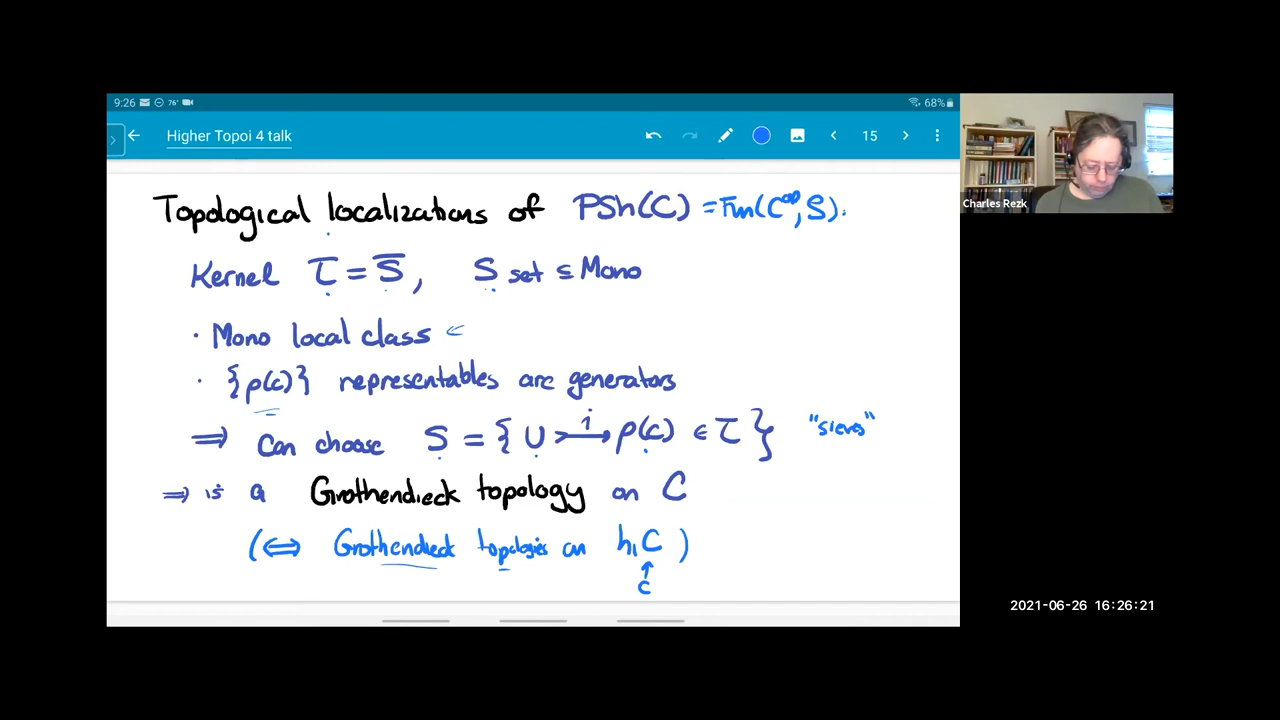 9:26 76° 68%
Higher Topoi 4 talk 15
Topological localizations of PSh(C) = Fun(C^op, S).
Kernel τ = S̅, S set ⊆ Mono
· Mono local class ⇐
· {ρ(c)} representables are generators
⟹ Can choose S = { U ↣^i ρ(c) ∈ τ } "sieves"
⟹ is a Grothendieck topology on C
(⟺ Grothendieck topologies on h₁C )
↑
C
Charles Rezk
2021-06-26 16:26:21